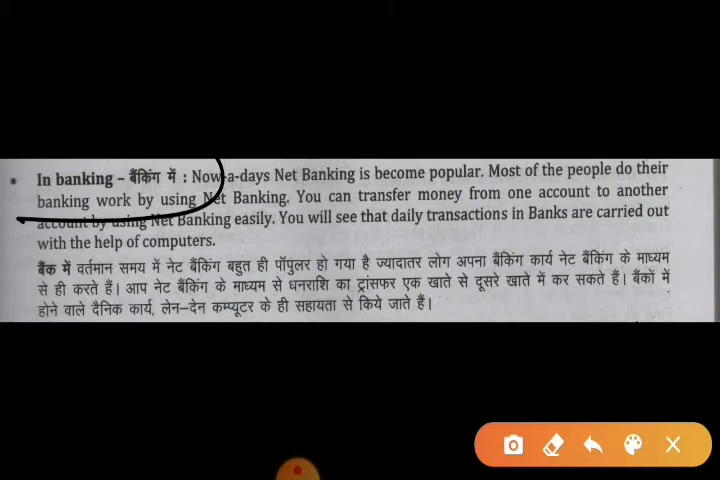 In banking – बैंकिंग में : Now-a-days Net Banking is become popular. Most of the people do their
banking work by using Net Banking. You can transfer money from one account to another
account by using Net Banking easily. You will see that daily transactions in Banks are carried out
with the help of computers.
बैंक में वर्तमान समय में नेट बैंकिंग बहुत ही पॉपुलर हो गया है ज्यादातर लोग अपना बैंकिंग कार्य नेट बैंकिंग के माध्यम
से ही करते हैं। आप नेट बैंकिंग के माध्यम से धनराशि का ट्रांसफर एक खाते से दूसरे खाते में कर सकते हैं। बैंकों में
होने वाले दैनिक कार्य, लेन–देन कम्प्यूटर के ही सहायता से किये जाते हैं।